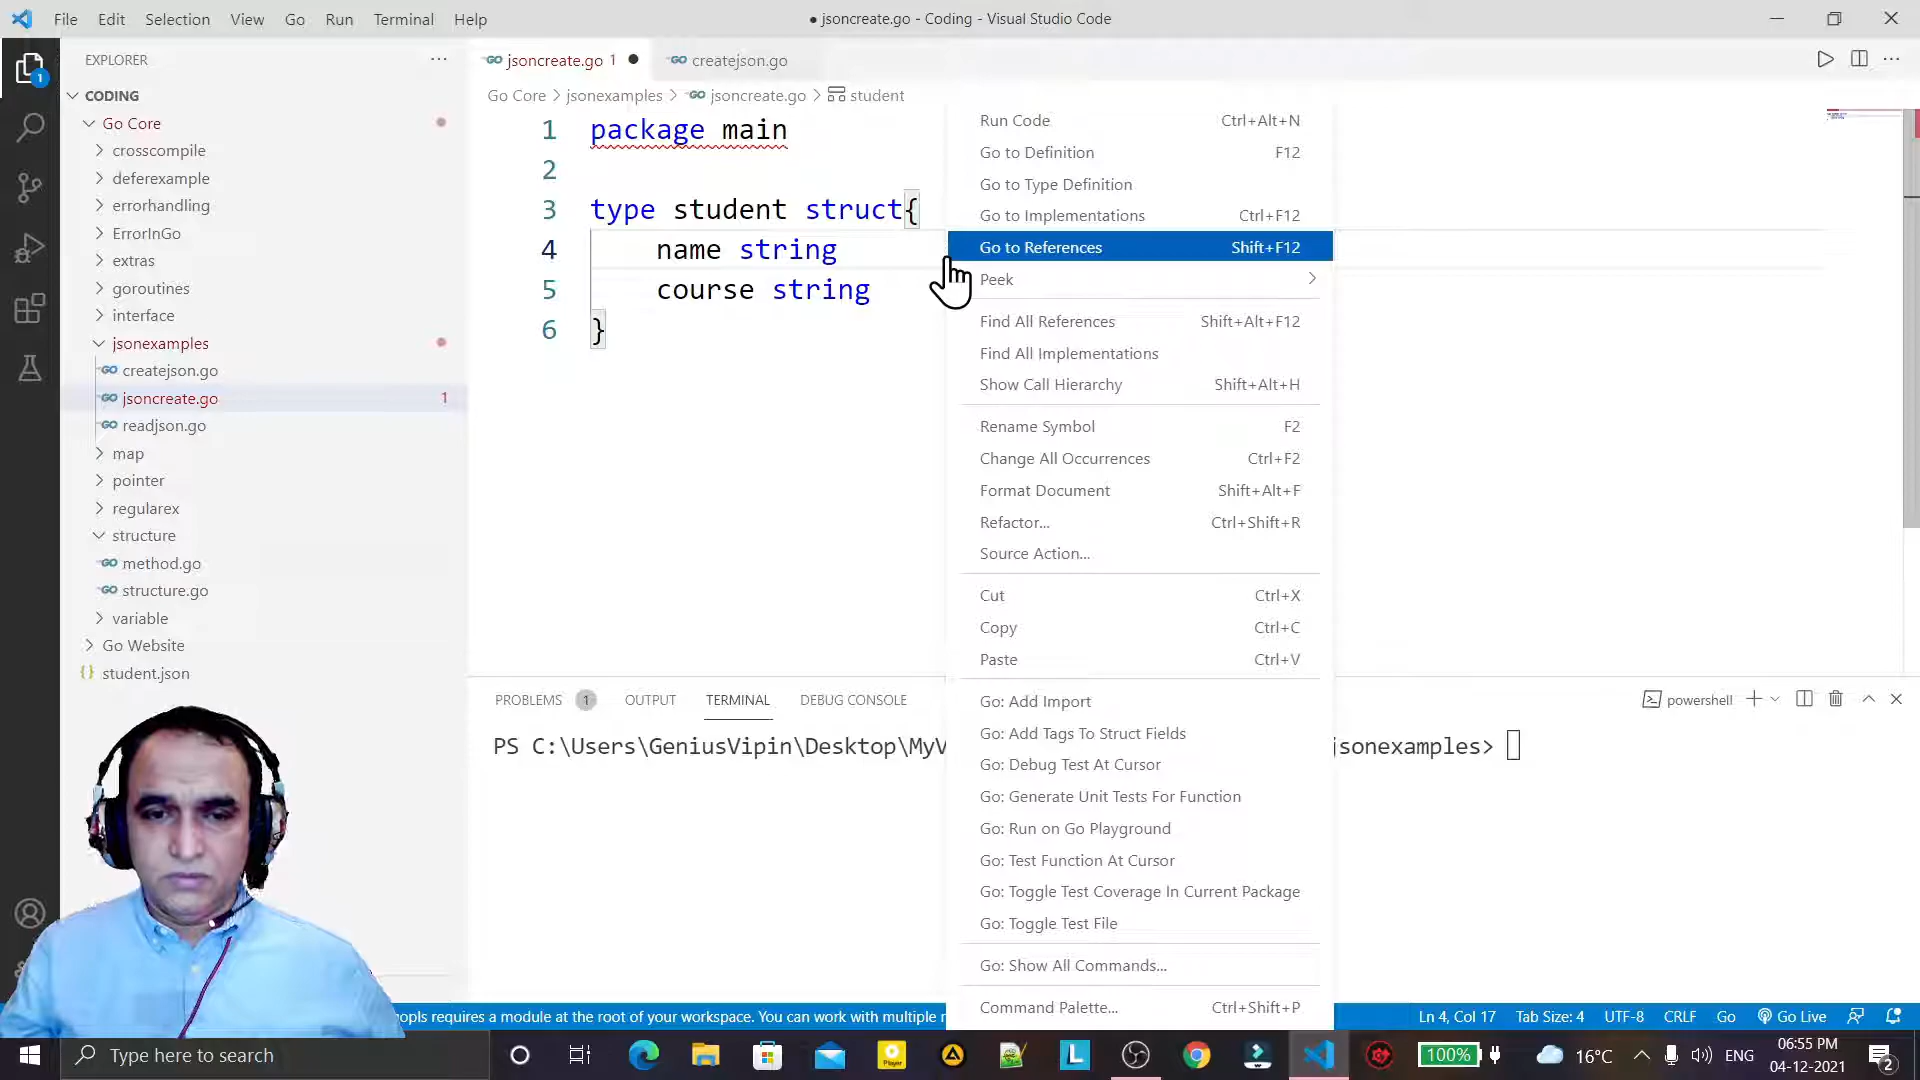 File Edit Selection View Go Run Terminal Help
● jsoncreate.go - Coding - Visual Studio Code
EXPLORER
CODING
Go Core
crosscompile
deferexample
errorhandling
ErrorInGo
extras
goroutines
interface
jsonexamples
createjson.go
jsoncreate.go 1
readjson.go
map
pointer
regularex
structure
method.go
structure.go
variable
Go Website
student.json
1
jsoncreate.go 1 ●
createjson.go
Go Core > jsonexamples > jsoncreate.go > student
1 package main
2
3 type student struct{
4 name string
5 course string
6 }
Run Code Ctrl+Alt+N
Go to Definition F12
Go to Type Definition
Go to Implementations Ctrl+F12
Go to References Shift+F12
Peek
Find All References Shift+Alt+F12
Find All Implementations
Show Call Hierarchy Shift+Alt+H
Rename Symbol F2
Change All Occurrences Ctrl+F2
Format Document Shift+Alt+F
Refactor... Ctrl+Shift+R
Source Action...
Cut Ctrl+X
Copy Ctrl+C
Paste Ctrl+V
Go: Add Import
Go: Add Tags To Struct Fields
Go: Debug Test At Cursor
Go: Generate Unit Tests For Function
Go: Run on Go Playground
Go: Test Function At Cursor
Go: Toggle Test Coverage In Current Package
Go: Toggle Test File
Go: Show All Commands...
Command Palette... Ctrl+Shift+P
PROBLEMS 1 OUTPUT TERMINAL DEBUG CONSOLE
powershell
PS C:\Users\GeniusVipin\Desktop\MyV
jsonexamples>
gopls requires a module at the root of your workspace. You can work with multiple
Ln 4, Col 17 Tab Size: 4 UTF-8 CRLF Go Go Live
Type here to search
100% 16°C ENG
06:55 PM
04-12-2021
2